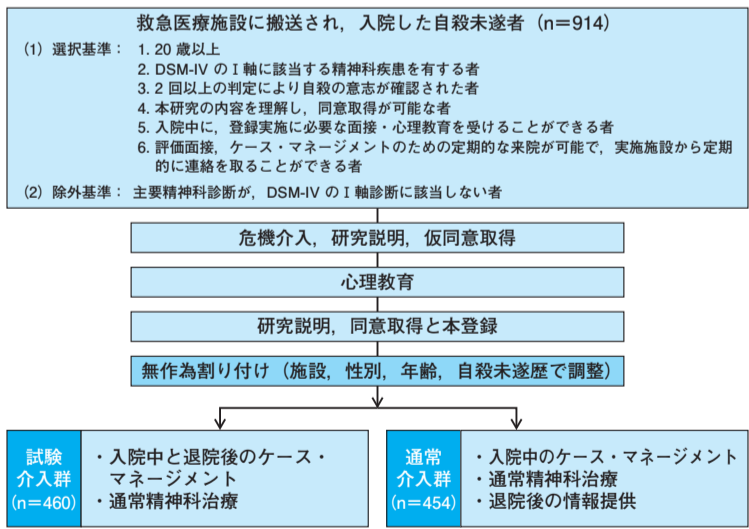 救急医療施設に搬送され，入院した自殺未遂者（n＝914）
（1）選択基準： 1. 20 歳以上
2. DSM-IV のⅠ軸に該当する精神科疾患を有する者
3. 2 回以上の判定により自殺の意志が確認された者
4. 本研究の内容を理解し，同意取得が可能な者
5. 入院中に，登録実施に必要な面接・心理教育を受けることができる者
6. 評価面接，ケース・マネージメントのための定期的な来院が可能で，実施施設から定期
的に連絡を取ることができる者
（2）除外基準： 主要精神科診断が，DSM-IV のⅠ軸診断に該当しない者
危機介入，研究説明，仮同意取得
心理教育
研究説明，同意取得と本登録
無作為割り付け（施設，性別，年齢，自殺未遂歴で調整）
試験
介入群
(n＝460)
・入院中と退院後のケース・
マネージメント
・通常精神科治療
通常
介入群
(n＝454)
・入院中のケース・マネージメント
・通常精神科治療
・退院後の情報提供